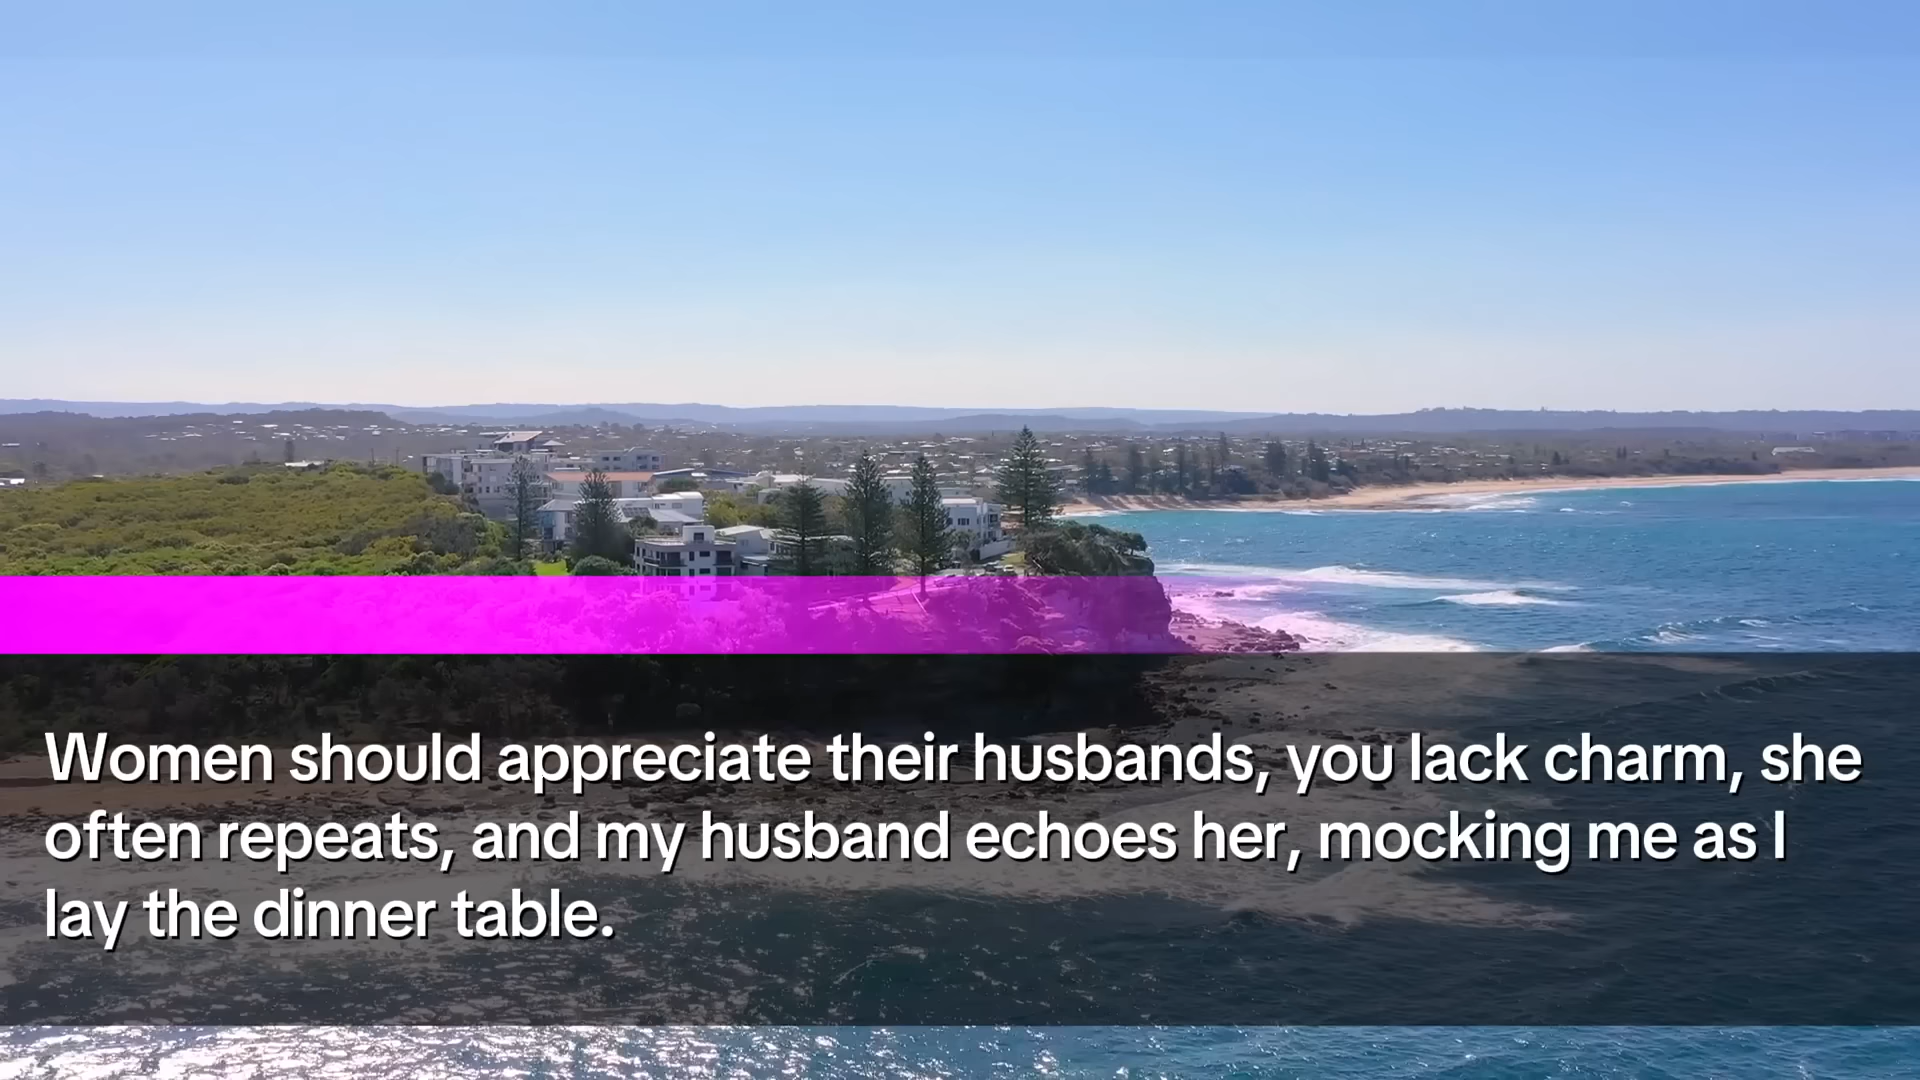 Women should appreciate their husbands, you lack charm, she
often repeats, and my husband echoes her, mocking me as I
lay the dinner table.